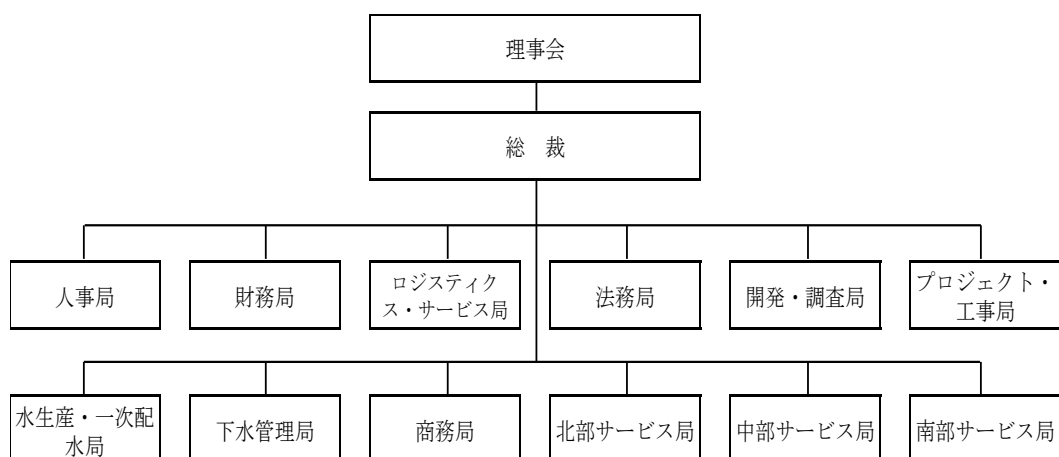 理事会
総　裁
人事局
財務局
ロジスティク
ス・サービス局
法務局
開発・調査局
プロジェクト・
工事局
水生産・一次配
水局
下水管理局
商務局
北部サービス局
中部サービス局
南部サービス局